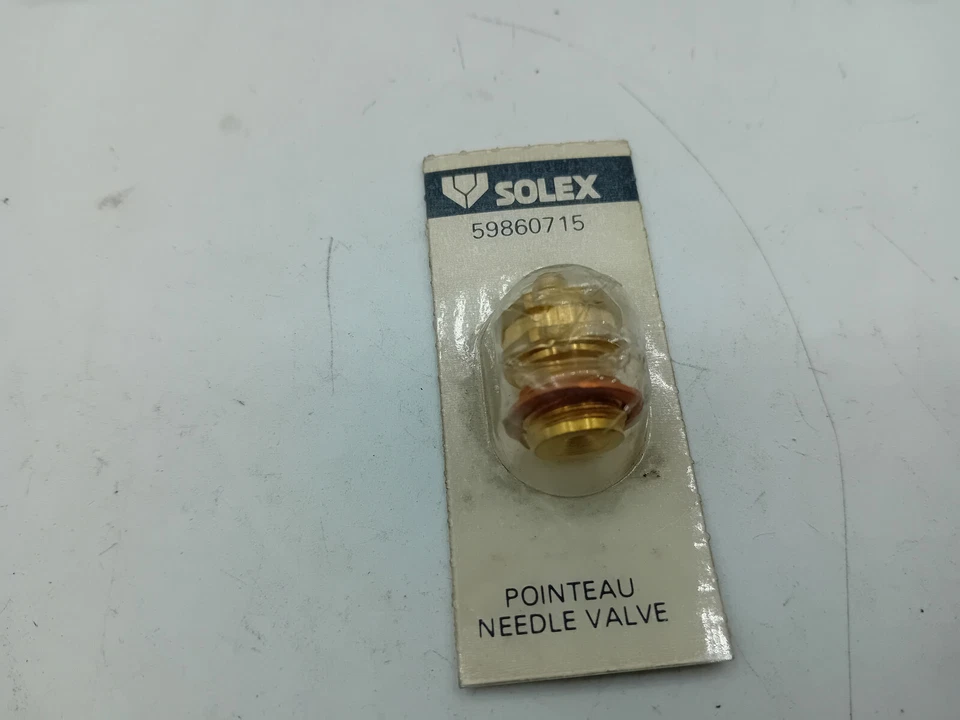 SOLEX
59860715
POINTEAU
NEEDLE VALVE